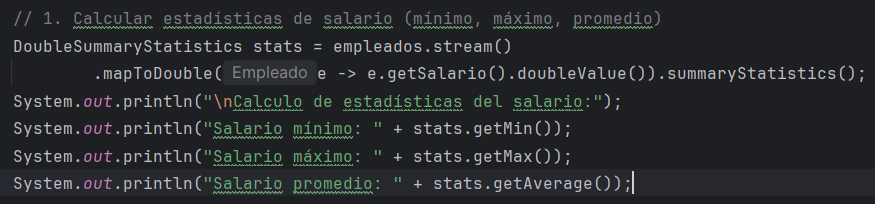 // 1. Calcular estadísticas de salario (mínimo, máximo, promedio)
DoubleSummaryStatistics stats = empleados.stream()
.mapToDouble( Empleado e -> e.getSalario().doubleValue()).summaryStatistics();
System.out.println("\nCalculo de estadísticas del salario:");
System.out.println("Salario mínimo: " + stats.getMin());
System.out.println("Salario máximo: " + stats.getMax());
System.out.println("Salario promedio: " + stats.getAverage());